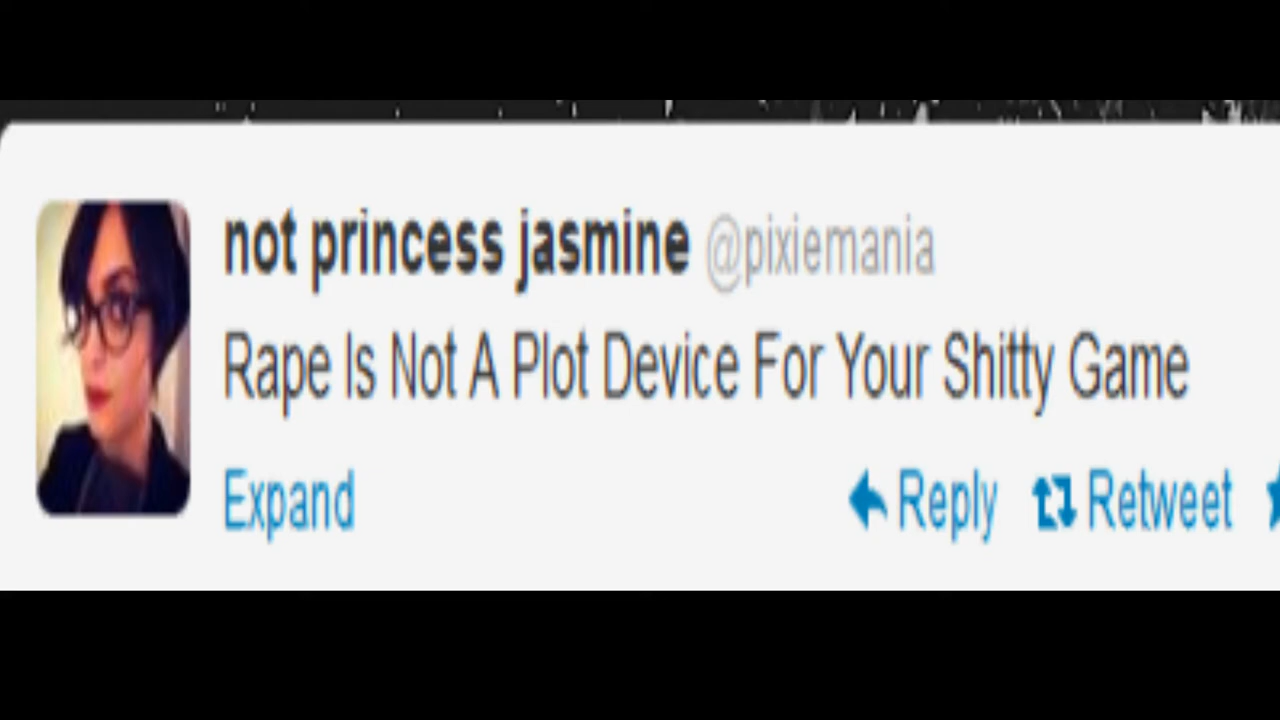 not princess jasmine @pixiemania
Rape Is Not A Plot Device For Your Shitty Game
Expand Reply Retweet